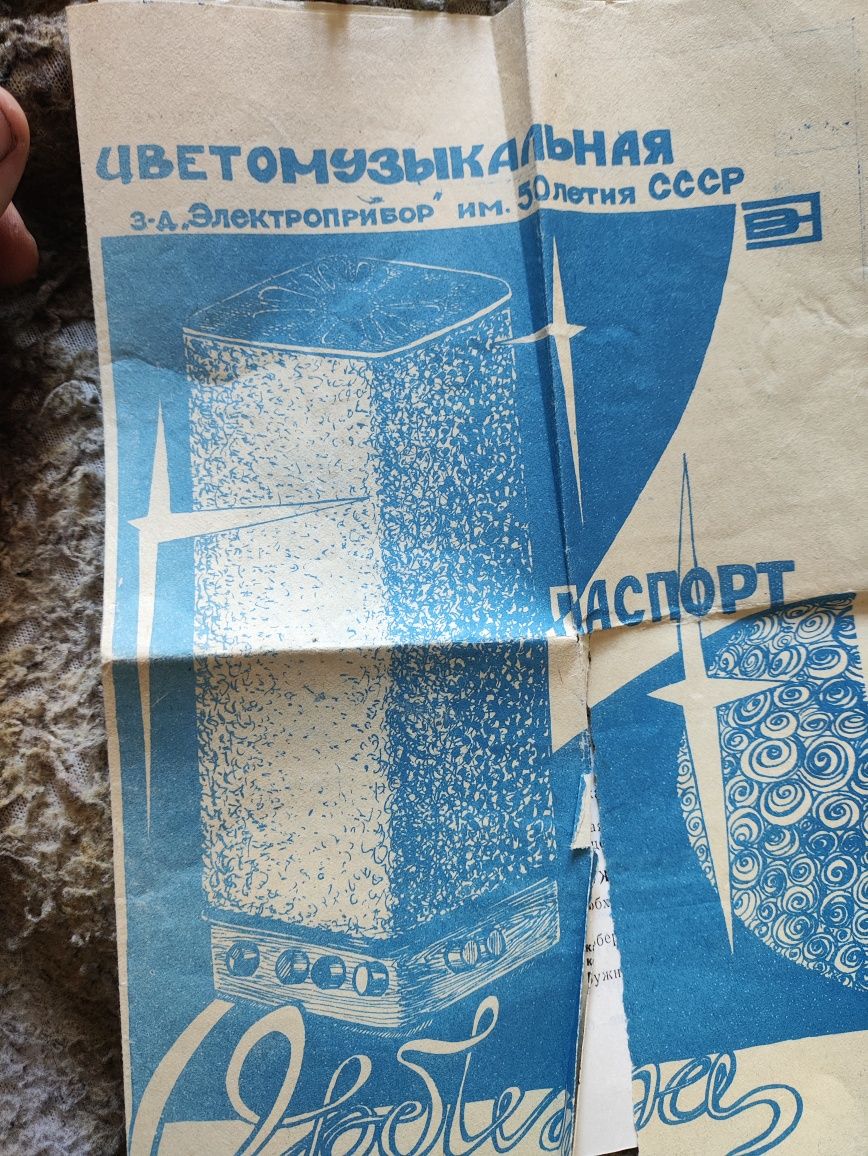 ЦВЕТОМУЗЫКАЛЬНАЯ
З-Д „Электроприбор" им. 50 летия СССР
ПАСПОРТ